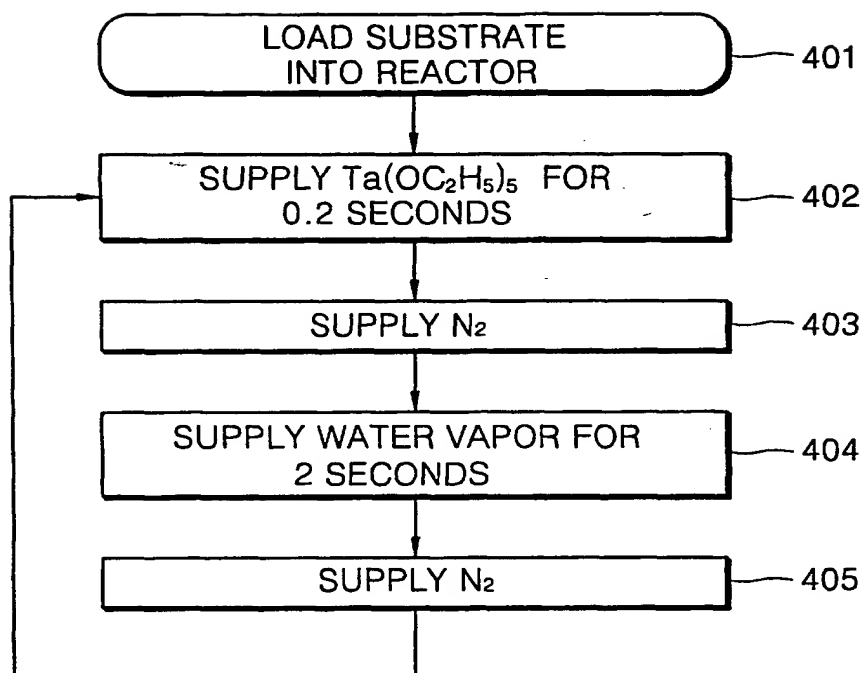 LOAD SUBSTRATE
INTO REACTOR
401
SUPPLY Ta(OC₂H₅)₅ FOR
0.2 SECONDS
402
SUPPLY N₂
403
SUPPLY WATER VAPOR FOR
2 SECONDS
404
SUPPLY N₂
405